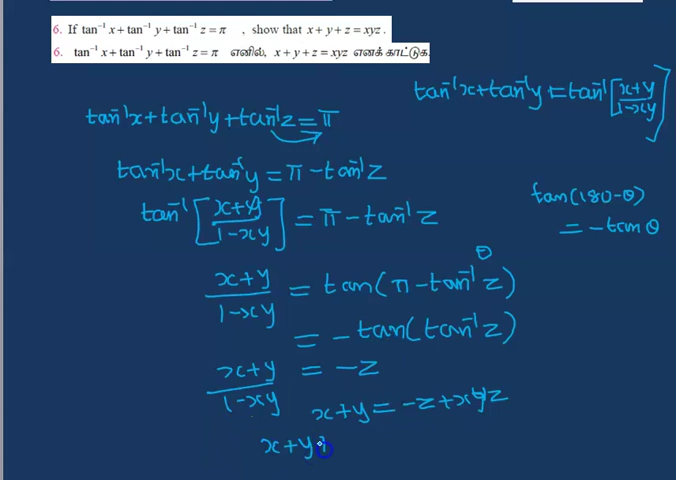 6. If tan⁻¹ x + tan⁻¹ y + tan⁻¹ z = π , show that x + y + z = xyz .
6. tan⁻¹ x + tan⁻¹ y + tan⁻¹ z = π எனில், x + y + z = xyz எனக் காட்டுக.
tan⁻¹x + tan⁻¹y = tan⁻¹[(x+y)/(1-xy)]
tan⁻¹x + tan⁻¹y + tan⁻¹z = π
tan⁻¹x + tan⁻¹y = π - tan⁻¹z
tan⁻¹[(x+y)/(1-xy)] = π - tan⁻¹z
tan(180-θ)
= -tan θ
θ
(x+y)/(1-xy) = tan(π - tan⁻¹z)
= -tan(tan⁻¹z)
(x+y)/(1-xy) = -z
x+y = -z+xyz
x+y+